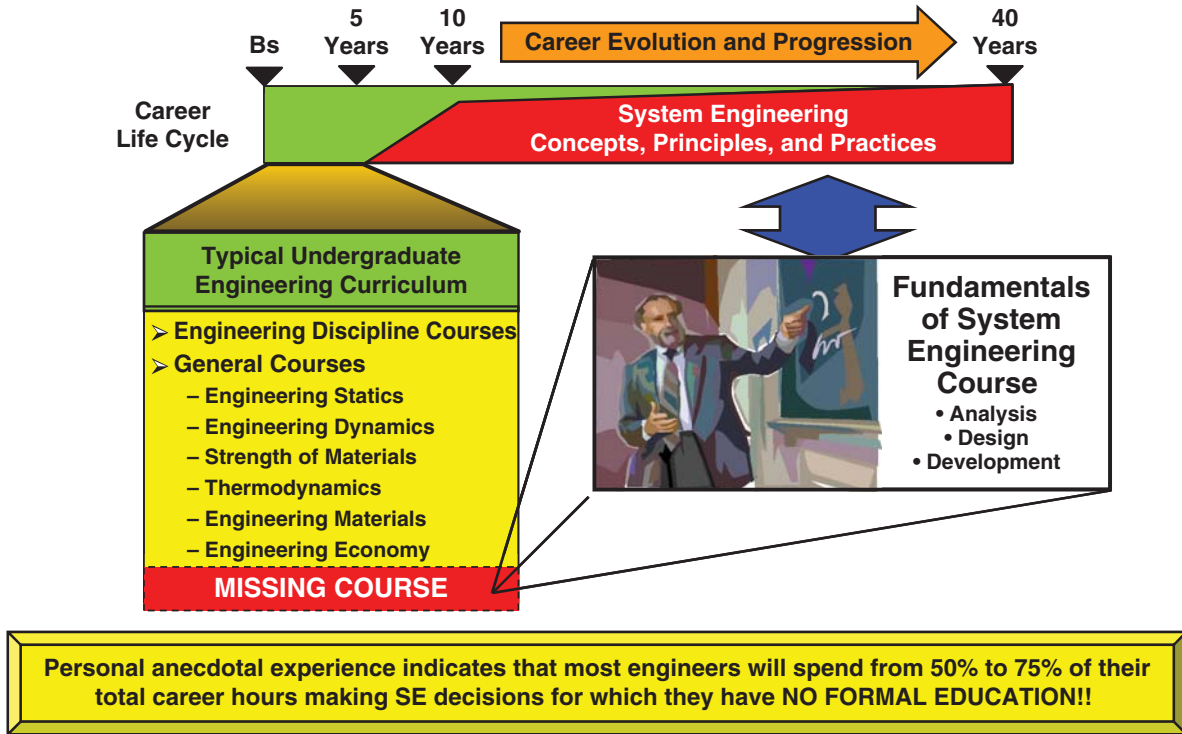 Bs
5
Years
10
Years
Career Evolution and Progression
40
Years
Career
Life Cycle
System Engineering
Concepts, Principles, and Practices
Typical Undergraduate
Engineering Curriculum
➢ Engineering Discipline Courses
➢ General Courses
– Engineering Statics
– Engineering Dynamics
– Strength of Materials
– Thermodynamics
– Engineering Materials
– Engineering Economy
MISSING COURSE
Fundamentals
of System
Engineering
Course
• Analysis
• Design
• Development
Personal anecdotal experience indicates that most engineers will spend from 50% to 75% of their
total career hours making SE decisions for which they have NO FORMAL EDUCATION!!